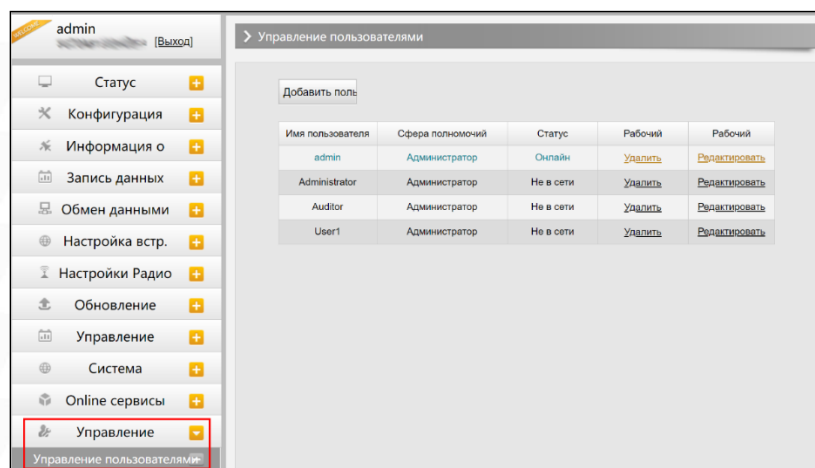 WELCOME
admin
[Выход]
Статус
Конфигурация
Информация о
Запись данных
Обмен данными
Настройка встр.
Настройки Радио
Обновление
Управление
Система
Online сервисы
Управление
Управление пользователями
Управление пользователями
Добавить поль
Имя пользователя Сфера полномочий Статус Рабочий Рабочий
admin Администратор Онлайн Удалить Редактировать
Administrator Администратор Не в сети Удалить Редактировать
Auditor Администратор Не в сети Удалить Редактировать
User1 Администратор Не в сети Удалить Редактировать